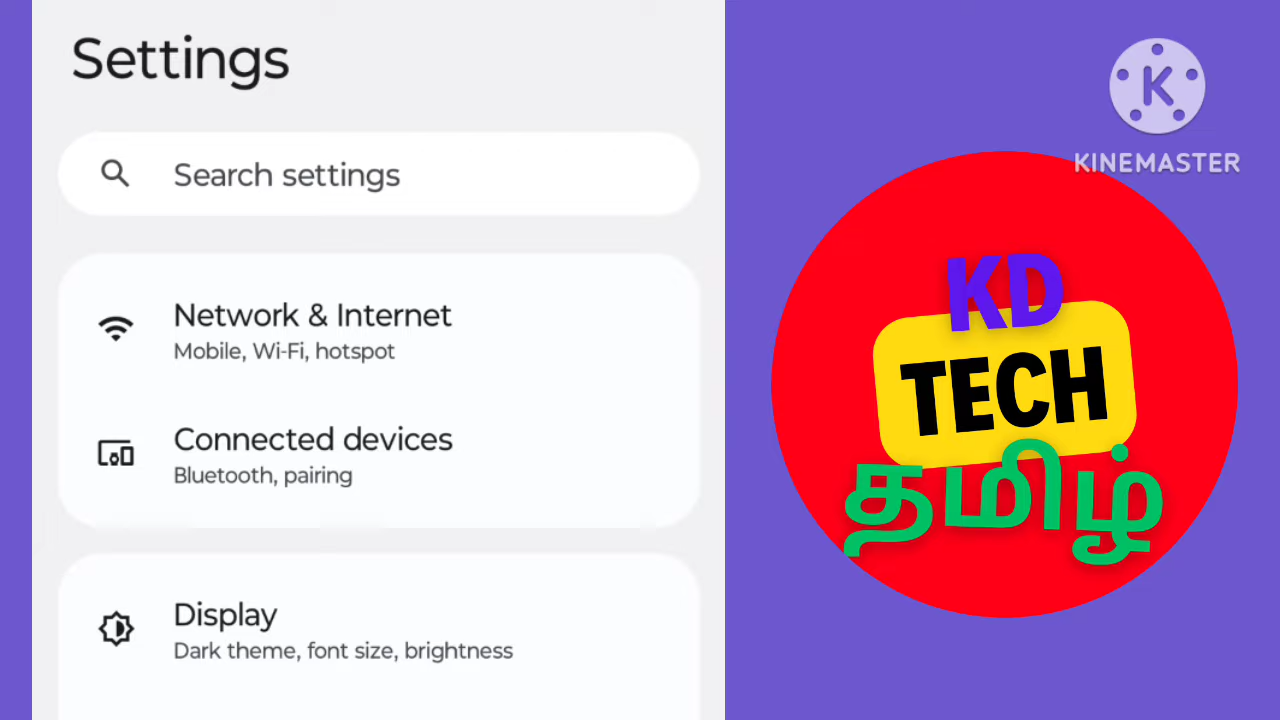 Settings
Search settings
Network & Internet
Mobile, Wi-Fi, hotspot
Connected devices
Bluetooth, pairing
Display
Dark theme, font size, brightness
K
KINEMASTER
KD
TECH
தமிழ்